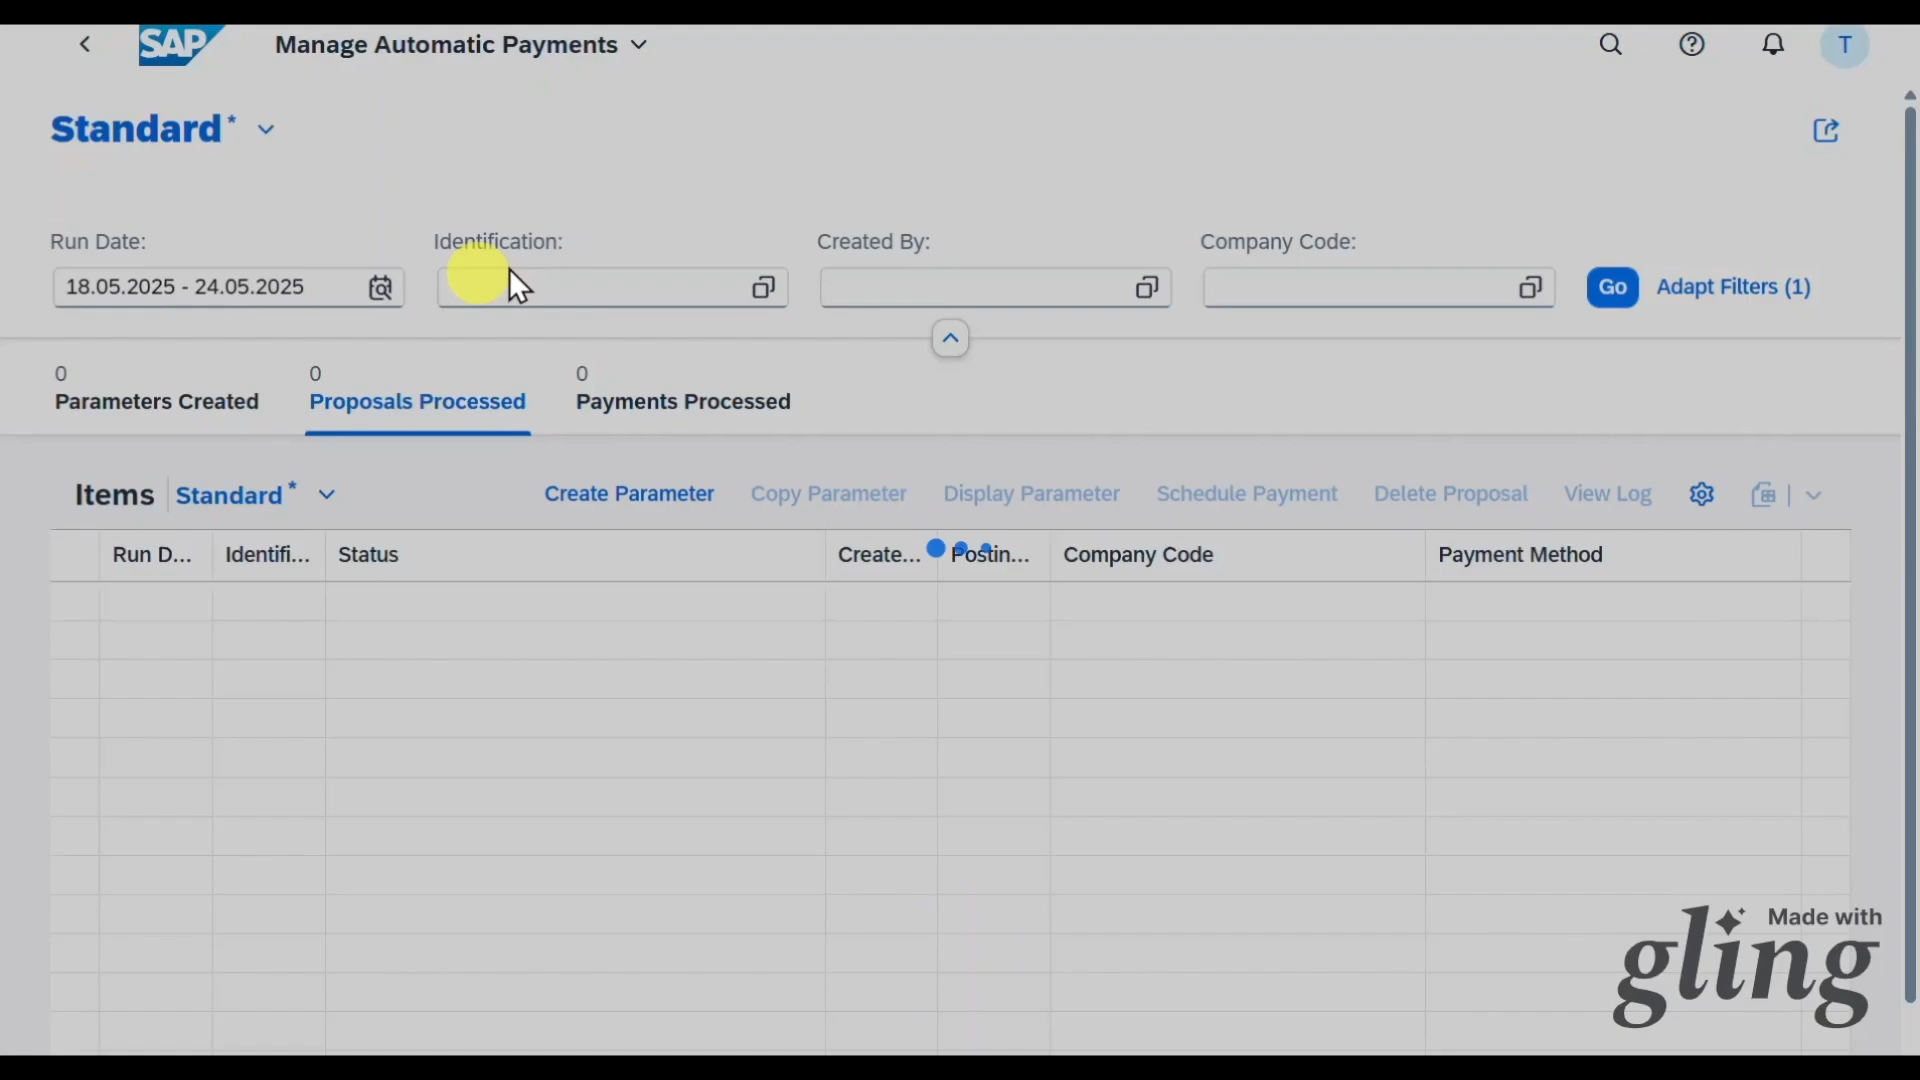 SAP Manage Automatic Payments T
Standard *
Run Date: Identification: Created By: Company Code:
18.05.2025 - 24.05.2025 Go Adapt Filters (1)
0 0 0
Parameters Created Proposals Processed Payments Processed
Items Standard * Create Parameter Copy Parameter Display Parameter Schedule Payment Delete Proposal View Log
Run D... Identifi... Status Create... Postin... Company Code Payment Method
Made with
gling